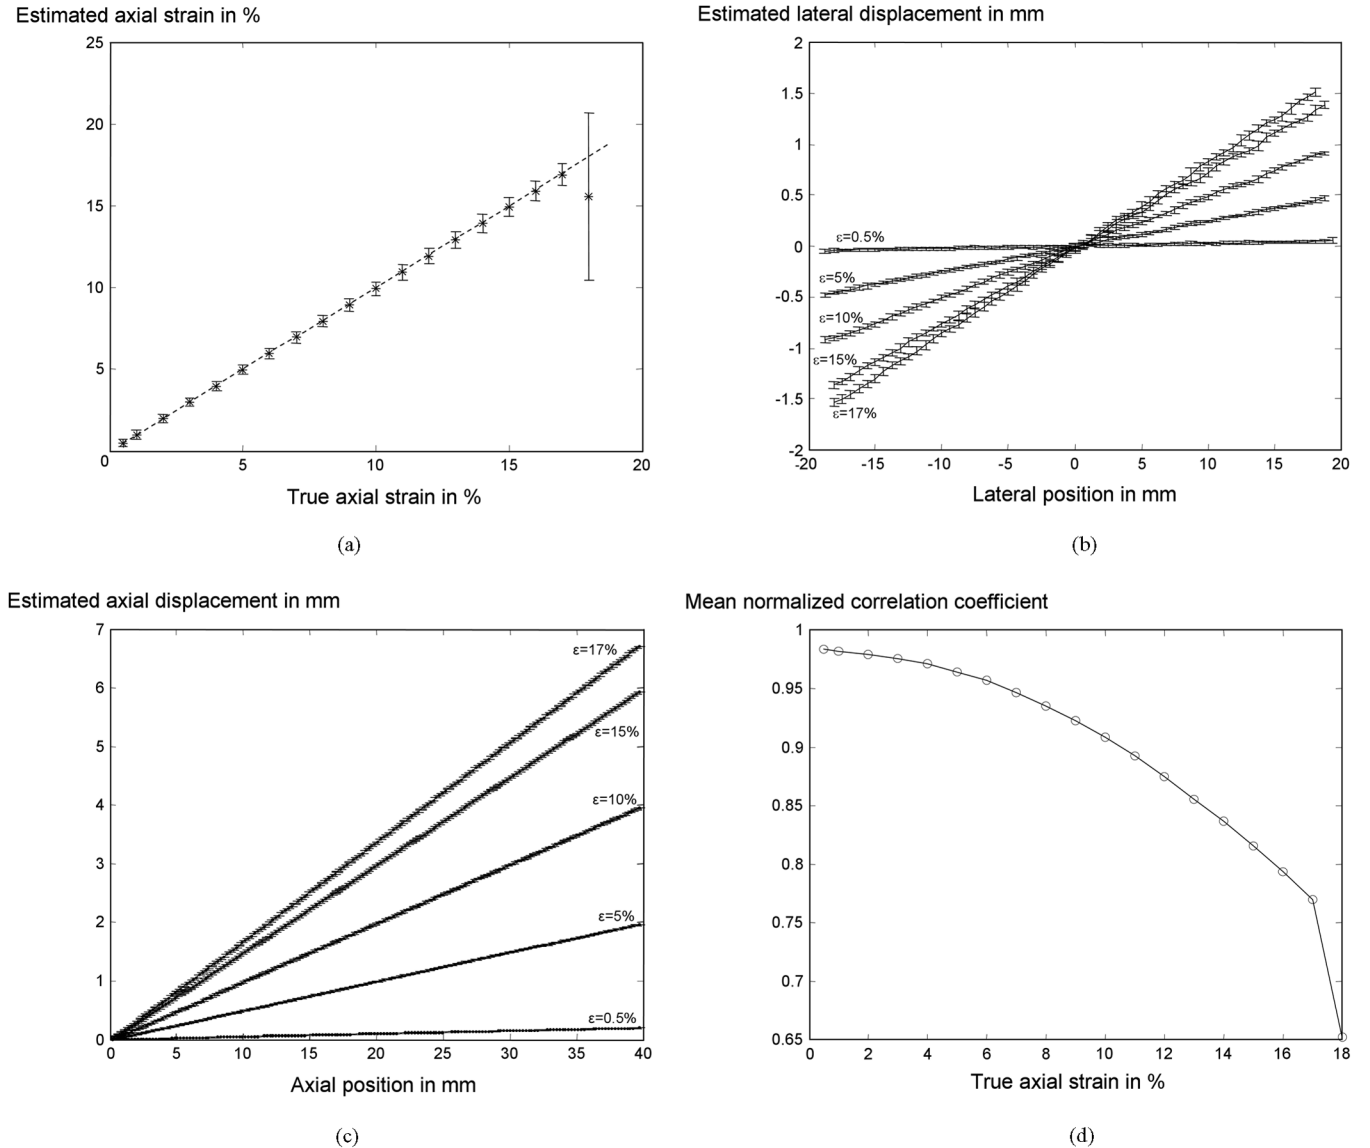 Estimated axial strain in %
25
20
15
10
5
0
5
10
15
20
True axial strain in %
(a)
Estimated lateral displacement in mm
2
1.5
1
0.5
0
-0.5
-1
-1.5
-2
ε=0.5%
ε=5%
ε=10%
ε=15%
ε=17%
-20
-15
-10
-5
0
5
10
15
20
Lateral position in mm
(b)
Estimated axial displacement in mm
7
6
5
4
3
2
1
0
ε=17%
ε=15%
ε=10%
ε=5%
ε=0.5%
0
5
10
15
20
25
30
35
40
Axial position in mm
(c)
Mean normalized correlation coefficient
1
0.95
0.9
0.85
0.8
0.75
0.7
0.65
0
2
4
6
8
10
12
14
16
18
True axial strain in %
(d)